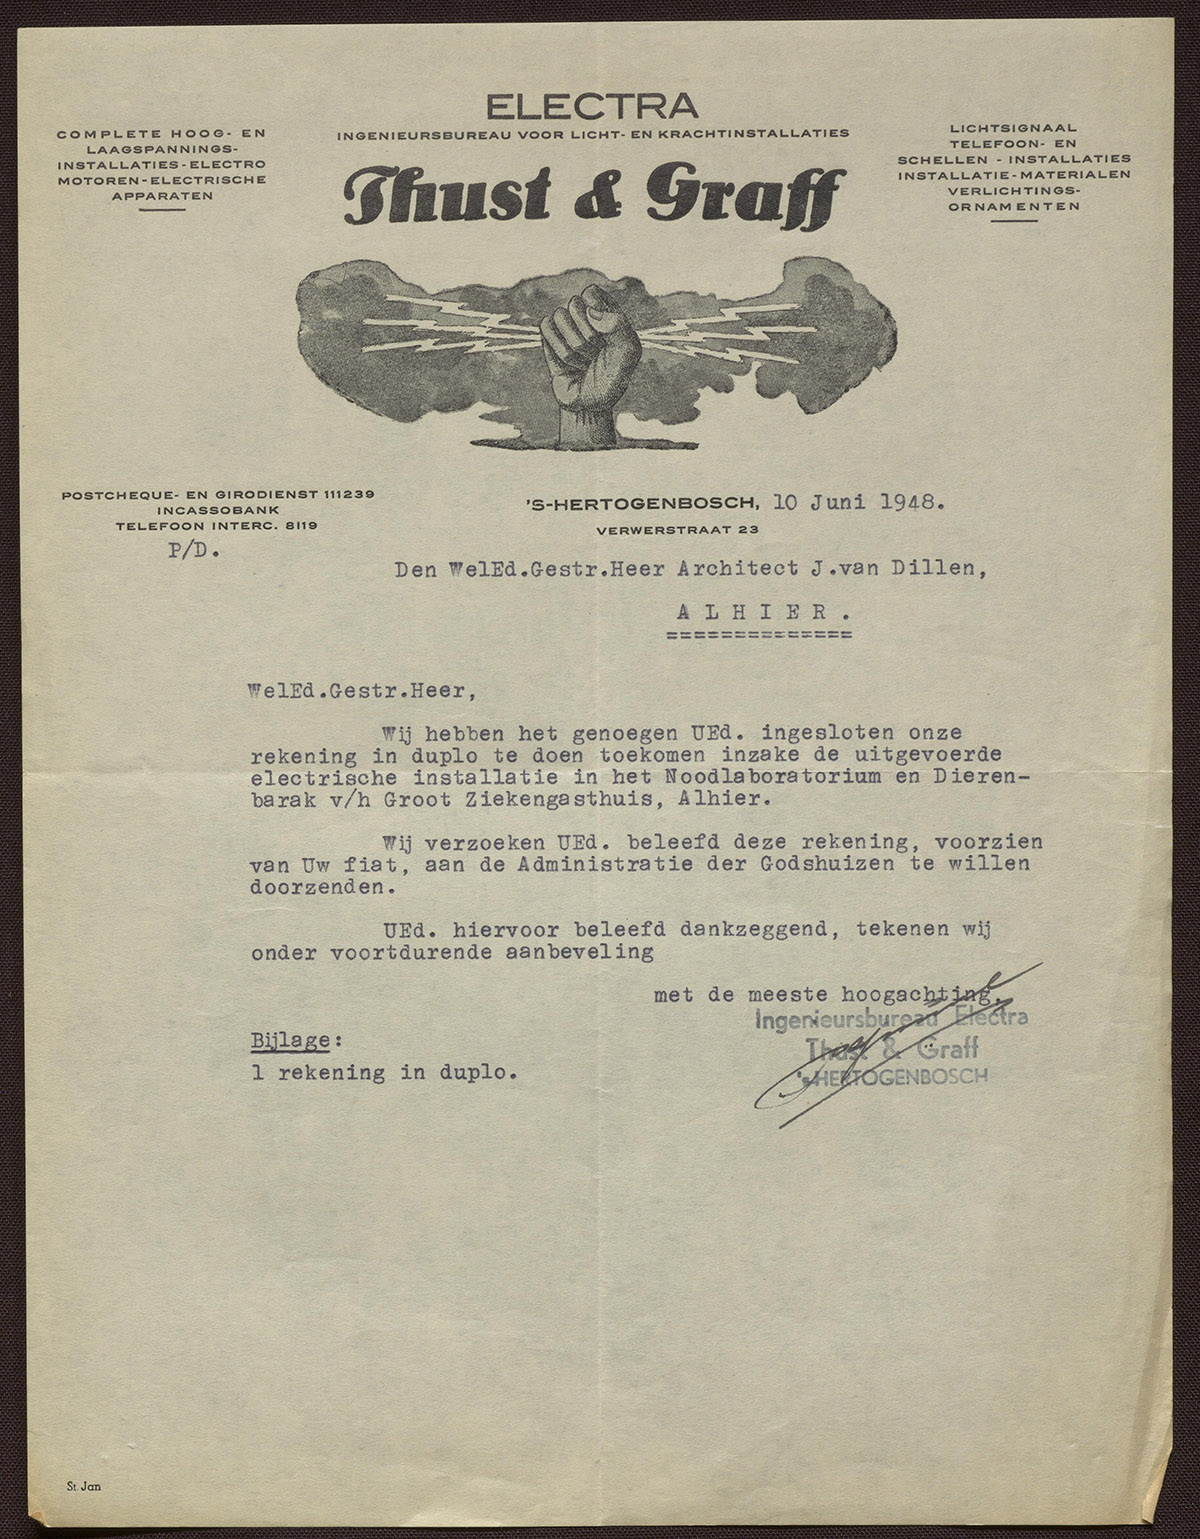 ELECTRA
INGENIEURSBUREAU VOOR LICHT- EN KRACHTINSTALLATIES
Thust & Graff
COMPLETE HOOG- EN
LAAGSPANNINGS-
INSTALLATIES-ELECTRO
MOTOREN-ELECTRISCHE
APPARATEN
LICHTSIGNAAL
TELEFOON- EN
SCHELLEN - INSTALLATIES
INSTALLATIE-MATERIALEN
VERLICHTINGS-
ORNAMENTEN
POSTCHEQUE- EN GIRODIENST 111239
INCASSOBANK
TELEFOON INTERC. 8119
P/D.
'S-HERTOGENBOSCH, 10 Juni 1948.
VERWERSTRAAT 23
Den WelEd.Gestr.Heer Architect J.van Dillen,
A L H I E R .
==============
WelEd.Gestr.Heer,
Wij hebben het genoegen UEd. ingesloten onze
rekening in duplo te doen toekomen inzake de uitgevoerde
electrische installatie in het Noodlaboratorium en Dieren-
barak v/h Groot Ziekengasthuis, Alhier.
Wij verzoeken UEd. beleefd deze rekening, voorzien
van Uw fiat, aan de Administratie der Godshuizen te willen
doorzenden.
UEd. hiervoor beleefd dankzeggend, tekenen wij
onder voortdurende aanbeveling
met de meeste hoogachting,
Ingenieursbureau Electra
Thust & Graff
'sHERTOGENBOSCH
Bijlage:
1 rekening in duplo.
St. Jan